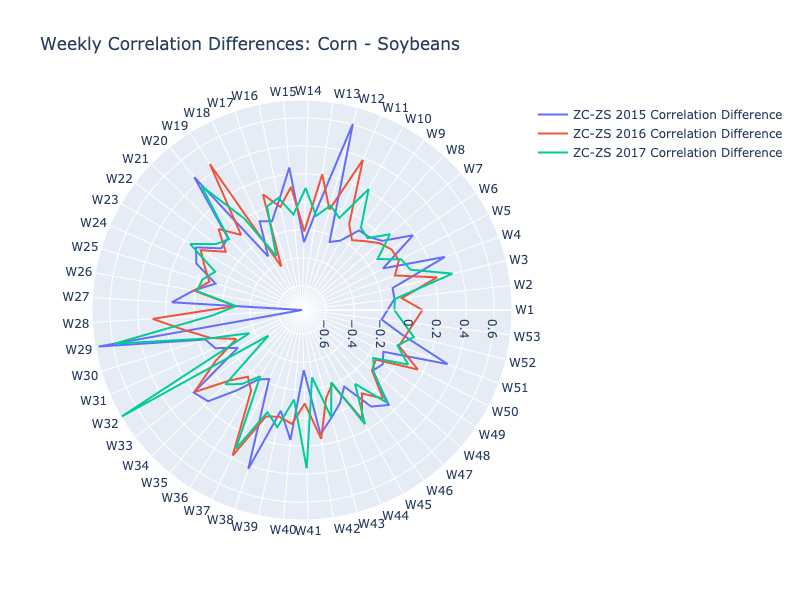 Weekly Correlation Differences: Corn - Soybeans
ZC-ZS 2015 Correlation Difference
ZC-ZS 2016 Correlation Difference
ZC-ZS 2017 Correlation Difference
W1
W2
W3
W4
W5
W6
W7
W8
W9
W10
W11
W12
W13
W14
W15
W16
W17
W18
W19
W20
W21
W22
W23
W24
W25
W26
W27
W28
W29
W30
W31
W32
W33
W34
W35
W36
W37
W38
W39
W40
W41
W42
W43
W44
W45
W46
W47
W48
W49
W50
W51
W52
W53
−0.6
−0.4
−0.2
0
0.2
0.4
0.6